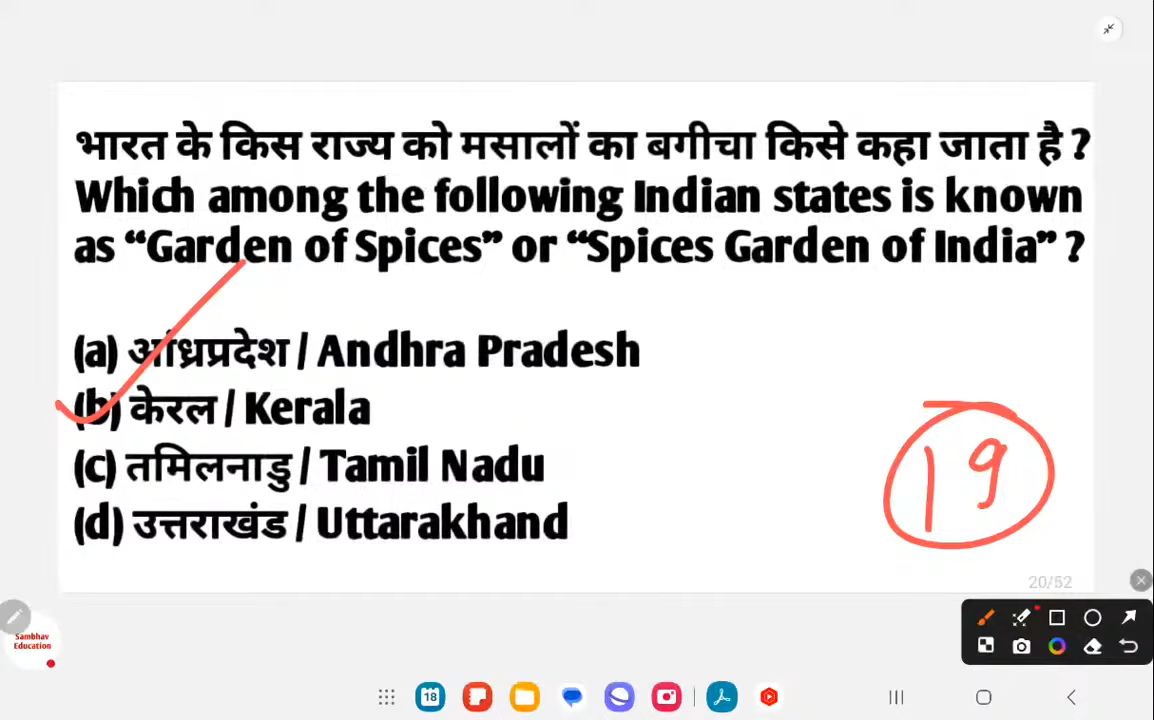 भारत के किस राज्य को मसालों का बगीचा किसे कहा जाता है ?
Which among the following Indian states is known
as “Garden of Spices” or “Spices Garden of India” ?
(a) आंध्रप्रदेश / Andhra Pradesh
(b) केरल / Kerala
(c) तमिलनाडु / Tamil Nadu
(d) उत्तराखंड / Uttarakhand
19
20/52
Sambhav
Education
18